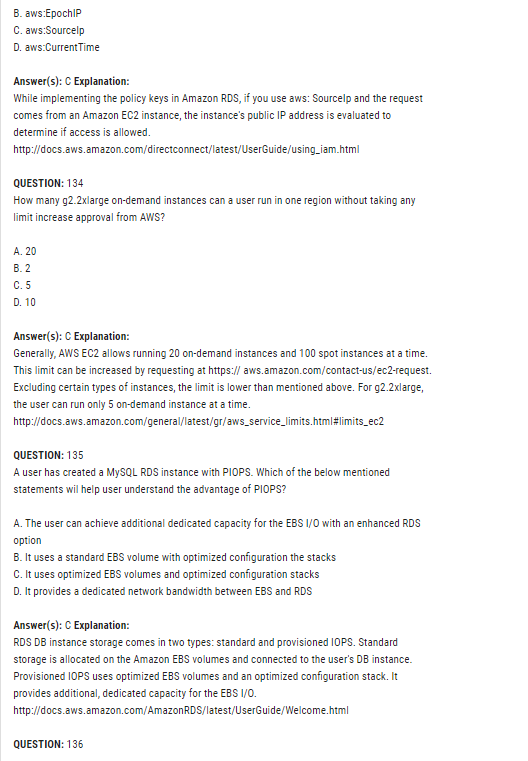 B. aws:EpochIP
C. aws:SourceIp
D. aws:CurrentTime
Answer(s): C Explanation:
While implementing the policy keys in Amazon RDS, if you use aws: SourceIp and the request
comes from an Amazon EC2 instance, the instance's public IP address is evaluated to
determine if access is allowed.
http://docs.aws.amazon.com/directconnect/latest/UserGuide/using_iam.html
QUESTION: 134
How many g2.2xlarge on-demand instances can a user run in one region without taking any
limit increase approval from AWS?
A. 20
B. 2
C. 5
D. 10
Answer(s): C Explanation:
Generally, AWS EC2 allows running 20 on-demand instances and 100 spot instances at a time.
This limit can be increased by requesting at https:// aws.amazon.com/contact-us/ec2-request.
Excluding certain types of instances, the limit is lower than mentioned above. For g2.2xlarge,
the user can run only 5 on-demand instance at a time.
http://docs.aws.amazon.com/general/latest/gr/aws_service_limits.html#limits_ec2
QUESTION: 135
A user has created a MySQL RDS instance with PIOPS. Which of the below mentioned
statements wil help user understand the advantage of PIOPS?
A. The user can achieve additional dedicated capacity for the EBS I/O with an enhanced RDS
option
B. It uses a standard EBS volume with optimized configuration the stacks
C. It uses optimized EBS volumes and optimized configuration stacks
D. It provides a dedicated network bandwidth between EBS and RDS
Answer(s): C Explanation:
RDS DB instance storage comes in two types: standard and provisioned IOPS. Standard
storage is allocated on the Amazon EBS volumes and connected to the user's DB instance.
Provisioned IOPS uses optimized EBS volumes and an optimized configuration stack. It
provides additional, dedicated capacity for the EBS I/O.
http://docs.aws.amazon.com/AmazonRDS/latest/UserGuide/Welcome.html
QUESTION: 136